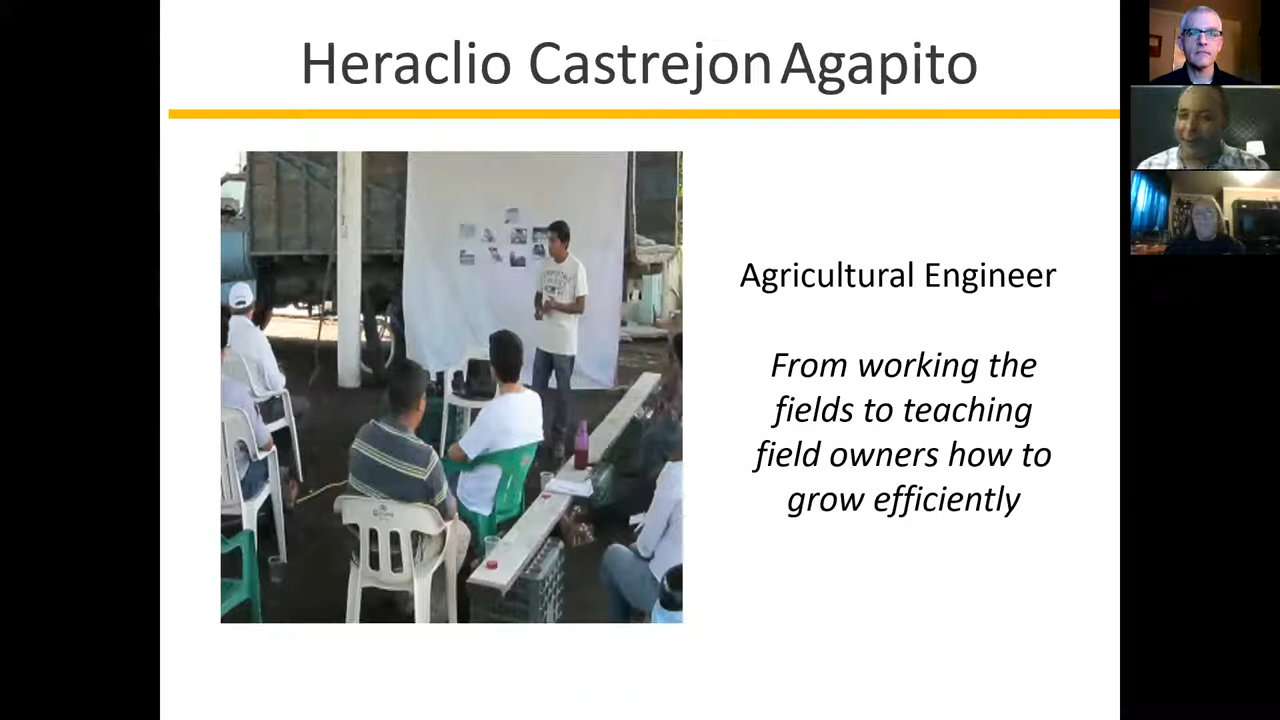 Heraclio Castrejon Agapito
Agricultural Engineer
From working the
fields to teaching
field owners how to
grow efficiently